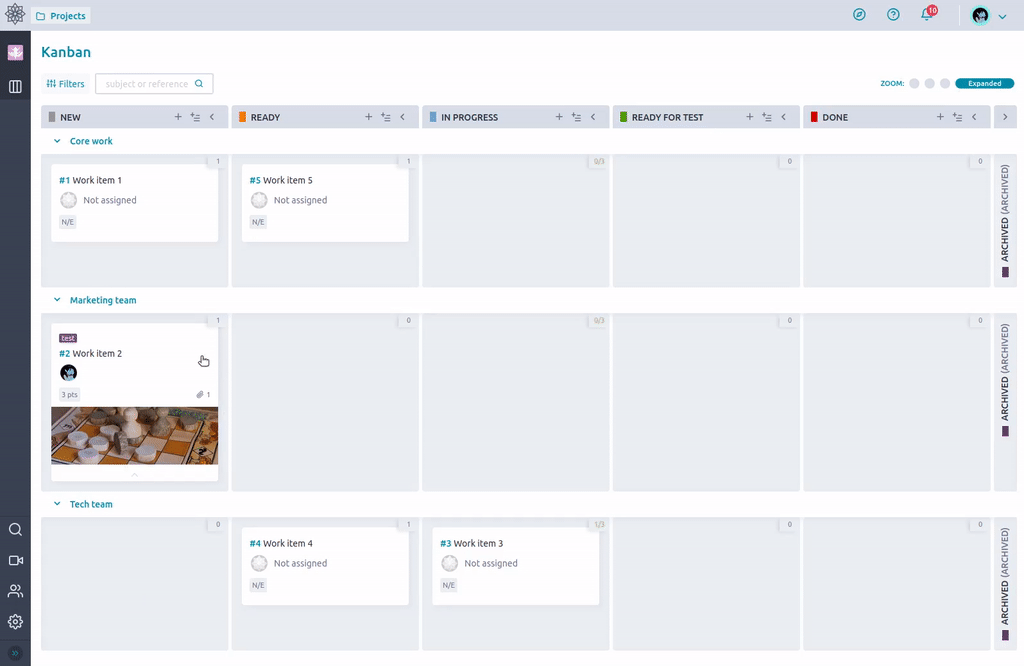 Projects
10
Kanban
Filters
subject or reference
ZOOM:
Expanded
NEW
READY
IN PROGRESS
READY FOR TEST
DONE
Core work
1
1
0/3
0
0
#1 Work item 1
Not assigned
N/E
#5 Work item 5
Not assigned
N/E
ARCHIVED (ARCHIVED)
Marketing team
1
0
0/3
0
0
test
#2 Work item 2
3 pts
1
ARCHIVED (ARCHIVED)
Tech team
0
1
1/3
0
0
#4 Work item 4
Not assigned
N/E
#3 Work item 3
Not assigned
N/E
ARCHIVED (ARCHIVED)